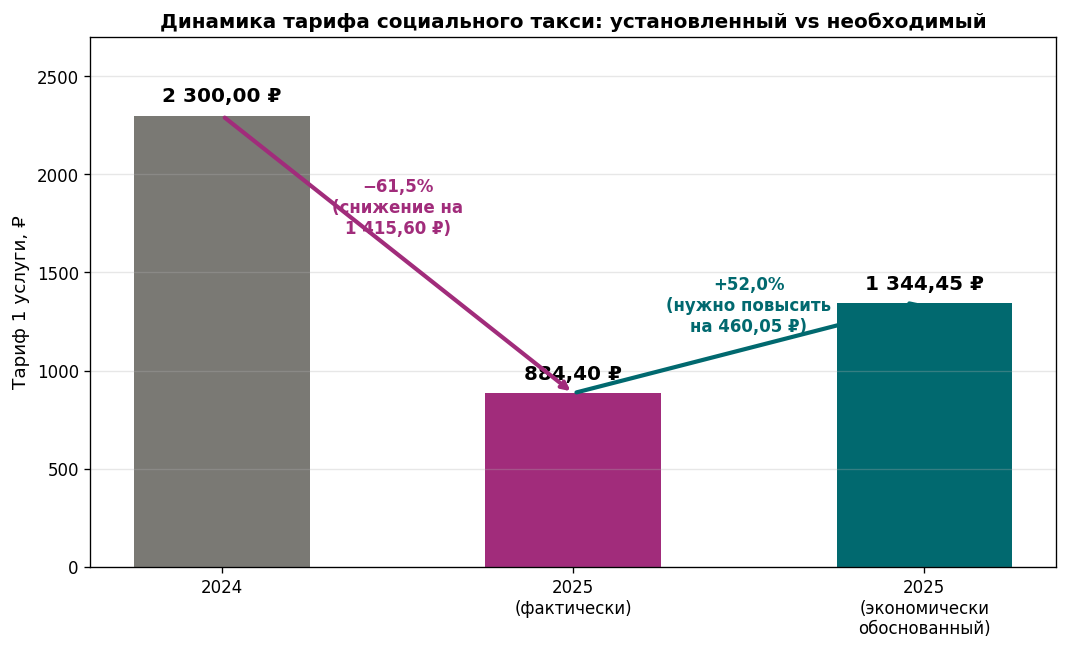 Динамика тарифа социального такси: установленный vs необходимый
Тариф 1 услуги, ₽
2500
2000
1500
1000
500
0
2 300,00 ₽
−61,5%
(снижение на
1 415,60 ₽)
884,40 ₽
+52,0%
(нужно повысить
на 460,05 ₽)
1 344,45 ₽
2024
2025
(фактически)
2025
(экономически
обоснованный)